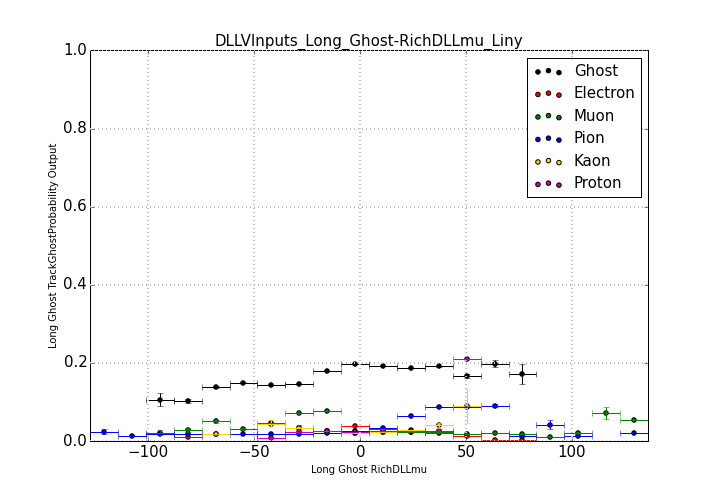 DLLVInputs_Long_Ghost-RichDLLmu_Liny
1.0
0.8
0.6
0.4
0.2
0.0
Long Ghost TrackGhostProbability Output
Ghost
Electron
Muon
Pion
Kaon
Proton
−100
−50
0
50
100
Long Ghost RichDLLmu